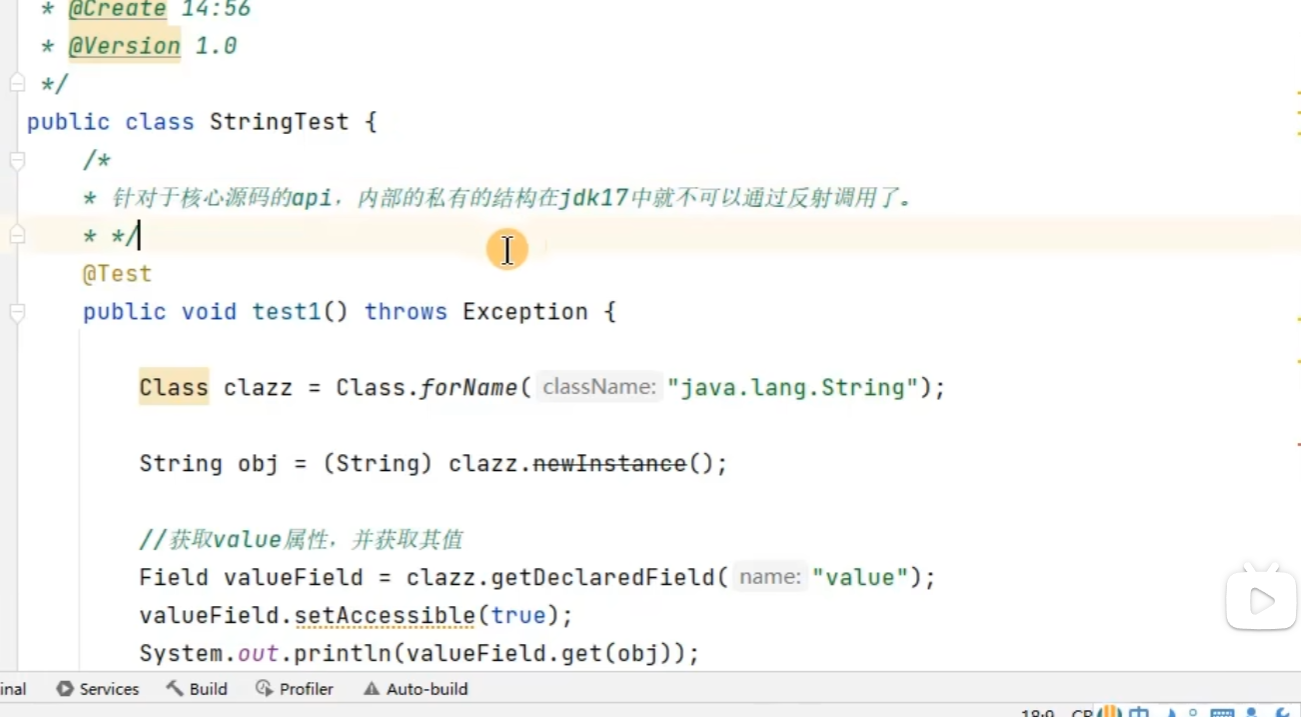 * @Create 14:56
* @Version 1.0
*/
public class StringTest {
/*
* 针对于核心源码的api，内部的私有的结构在jdk17中就不可以通过反射调用了。
* */
@Test
public void test1() throws Exception {
Class clazz = Class.forName( className: "java.lang.String");
String obj = (String) clazz.newInstance();
//获取value属性，并获取其值
Field valueField = clazz.getDeclaredField( name: "value");
valueField.setAccessible(true);
System.out.println(valueField.get(obj));
inal Services Build Profiler Auto-build
18:9 中